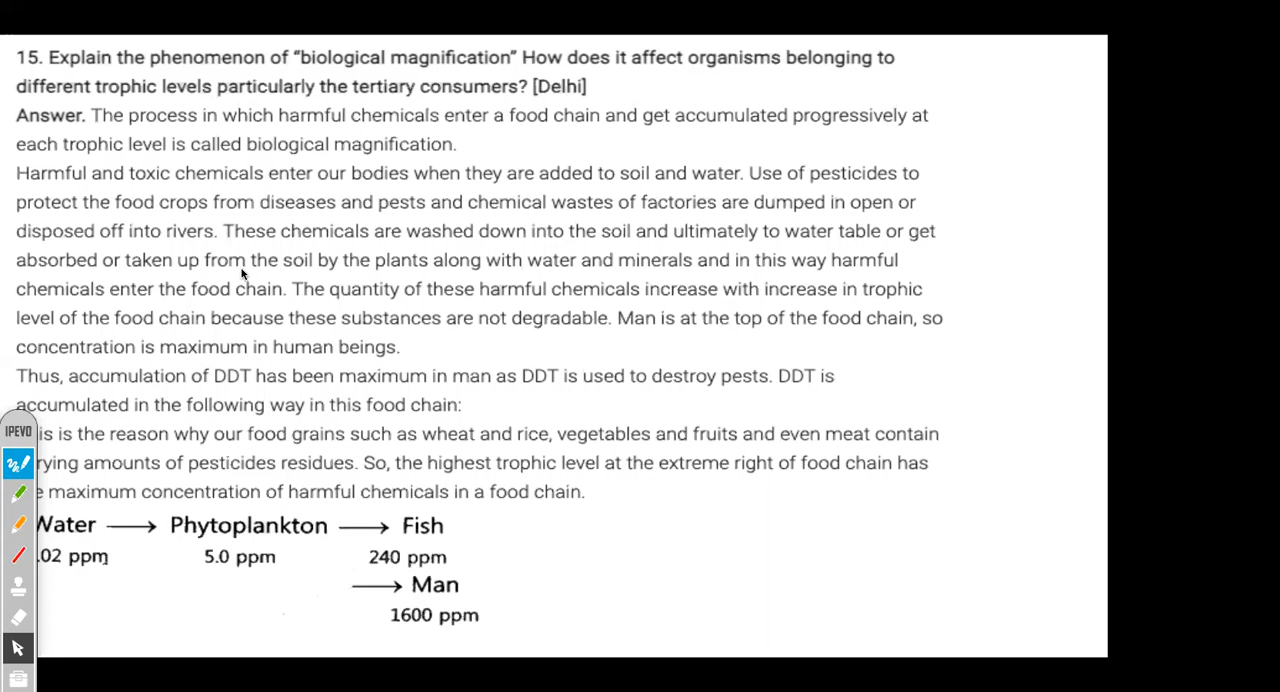 15. Explain the phenomenon of “biological magnification” How does it affect organisms belonging to
different trophic levels particularly the tertiary consumers? [Delhi]
Answer. The process in which harmful chemicals enter a food chain and get accumulated progressively at
each trophic level is called biological magnification.
Harmful and toxic chemicals enter our bodies when they are added to soil and water. Use of pesticides to
protect the food crops from diseases and pests and chemical wastes of factories are dumped in open or
disposed off into rivers. These chemicals are washed down into the soil and ultimately to water table or get
absorbed or taken up from the soil by the plants along with water and minerals and in this way harmful
chemicals enter the food chain. The quantity of these harmful chemicals increase with increase in trophic
level of the food chain because these substances are not degradable. Man is at the top of the food chain, so
concentration is maximum in human beings.
Thus, accumulation of DDT has been maximum in man as DDT is used to destroy pests. DDT is
accumulated in the following way in this food chain:
IPEVO
is is the reason why our food grains such as wheat and rice, vegetables and fruits and even meat contain
rying amounts of pesticides residues. So, the highest trophic level at the extreme right of food chain has
e maximum concentration of harmful chemicals in a food chain.
Water ⟶ Phytoplankton ⟶ Fish
.02 ppm 5.0 ppm 240 ppm
⟶ Man
1600 ppm